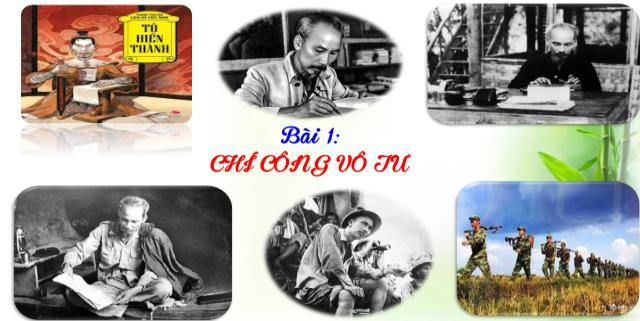 TÔ
HIẾN
THÀNH
Bài 1:
CHÍ CÔNG VÔ TƯ